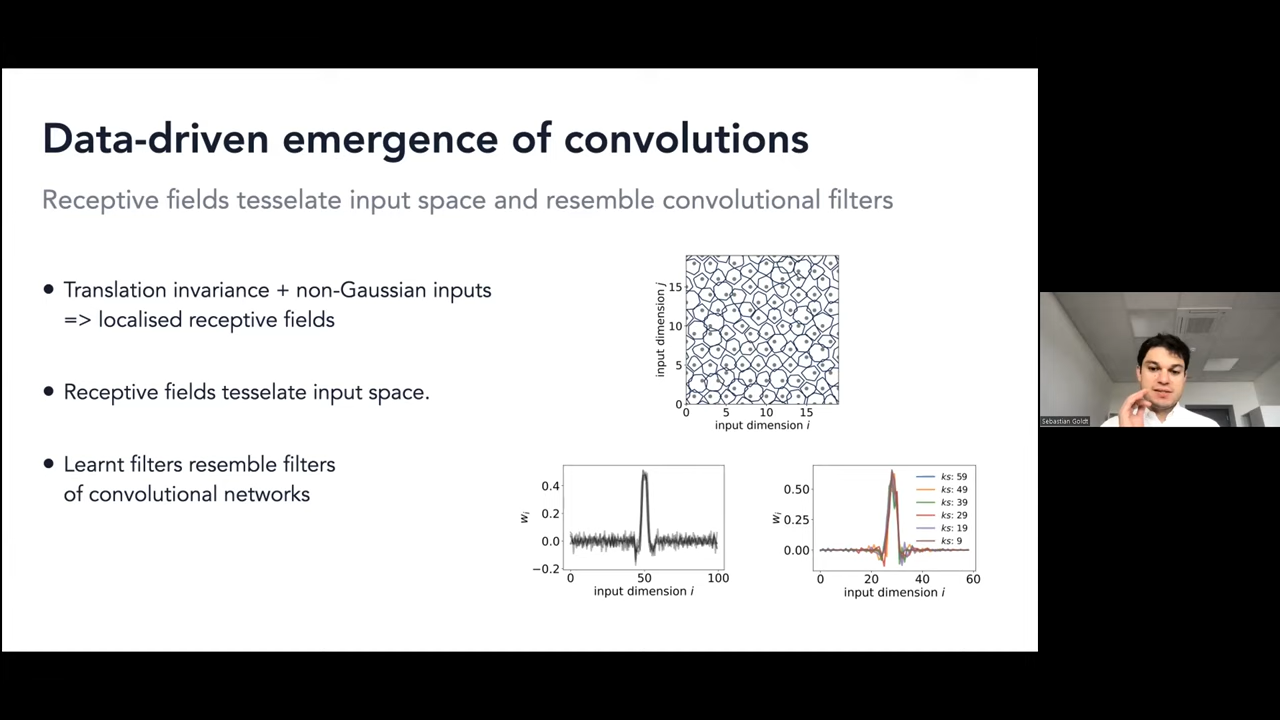 Data-driven emergence of convolutions
Receptive fields tesselate input space and resemble convolutional filters
• Translation invariance + non-Gaussian inputs
=> localised receptive fields
• Receptive fields tesselate input space.
• Learnt filters resemble filters
of convolutional networks
input dimension j
15
10
5
0
0 5 10 15
input dimension i
w_i
0.4
0.2
0.0
−0.2
0 50 100
input dimension i
w_i
0.50
0.25
0.00
ks: 59
ks: 49
ks: 39
ks: 29
ks: 19
ks: 9
0 20 40 60
input dimension i
Sebastian Goldt